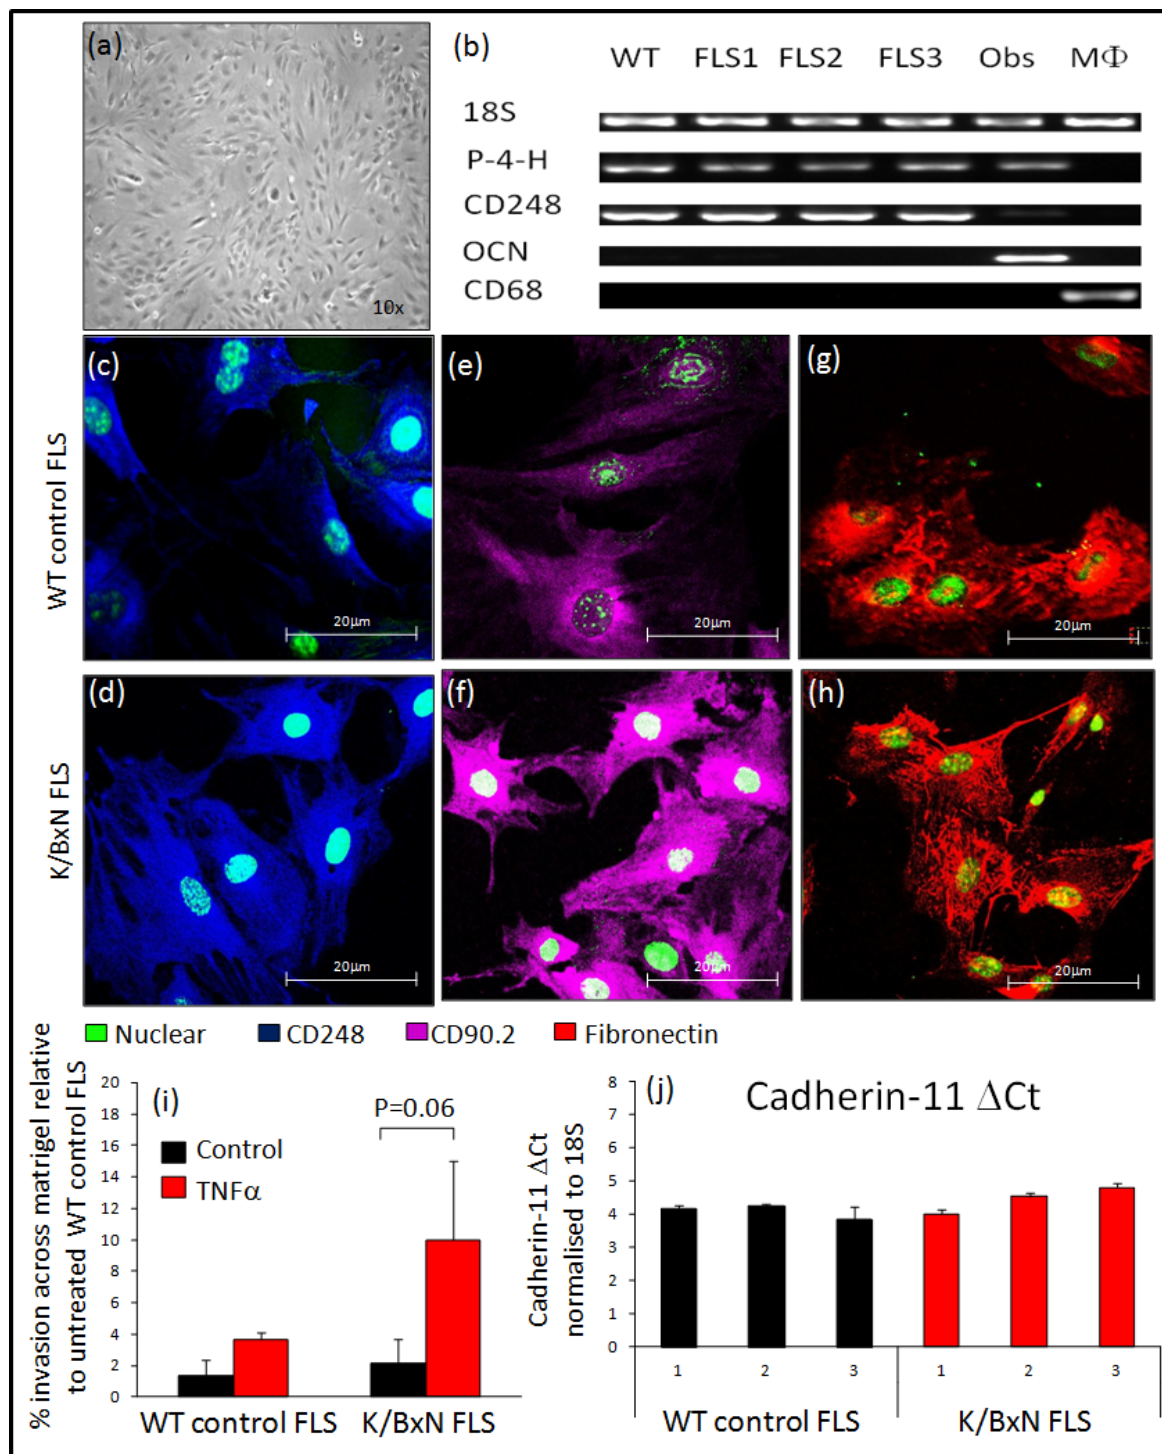 (a)
10x
(b)
WT FLS1 FLS2 FLS3 Obs MΦ
18S
P-4-H
CD248
OCN
CD68
WT control FLS
(c)
20µm
(e)
20µm
(g)
20µm
K/BxN FLS
(d)
20µm
(f)
20µm
(h)
20µm
Nuclear CD248 CD90.2 Fibronectin
% invasion across matrigel relative
to untreated WT control FLS
20
18
16
14
12
10
8
6
4
2
0
(i)
P=0.06
Control
TNFα
WT control FLS K/BxN FLS
Cadherin-11 ΔCt
normalised to 18S
8
7
6
5
4
3
2
1
0
(j)
Cadherin-11 ΔCt
1 2 3 1 2 3
WT control FLS K/BxN FLS